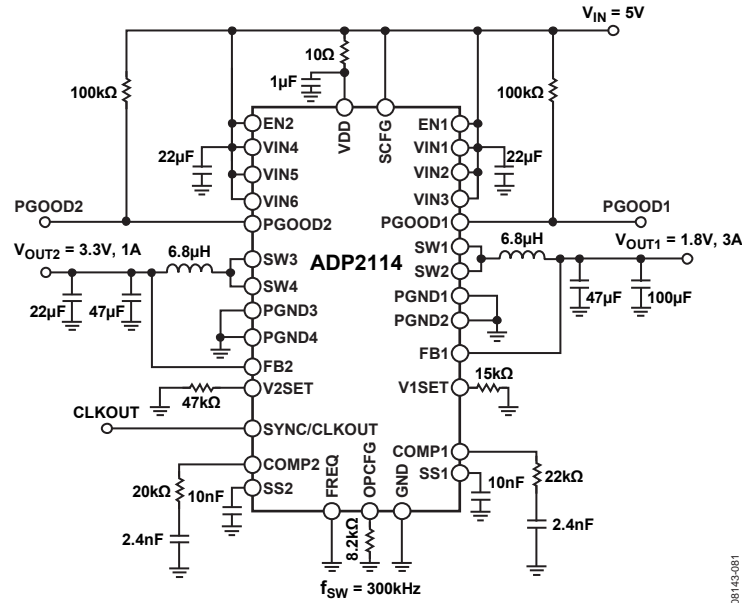 VIN = 5V
10Ω
1µF
100kΩ
100kΩ
VDD
SCFG
EN2
VIN4
VIN5
VIN6
PGOOD2
22µF
PGOOD2
EN1
VIN1
VIN2
VIN3
PGOOD1
22µF
PGOOD1
ADP2114
VOUT2 = 3.3V, 1A
6.8µH
22µF
47µF
SW3
SW4
PGND3
PGND4
FB2
V2SET
47kΩ
SW1
SW2
PGND1
PGND2
FB1
V1SET
15kΩ
6.8µH
VOUT1 = 1.8V, 3A
47µF
100µF
CLKOUT
SYNC/CLKOUT
COMP2
SS2
20kΩ
10nF
2.4nF
COMP1
SS1
10nF
22kΩ
2.4nF
FREQ
OPCFG
GND
8.2kΩ
fSW = 300kHz
08143-081